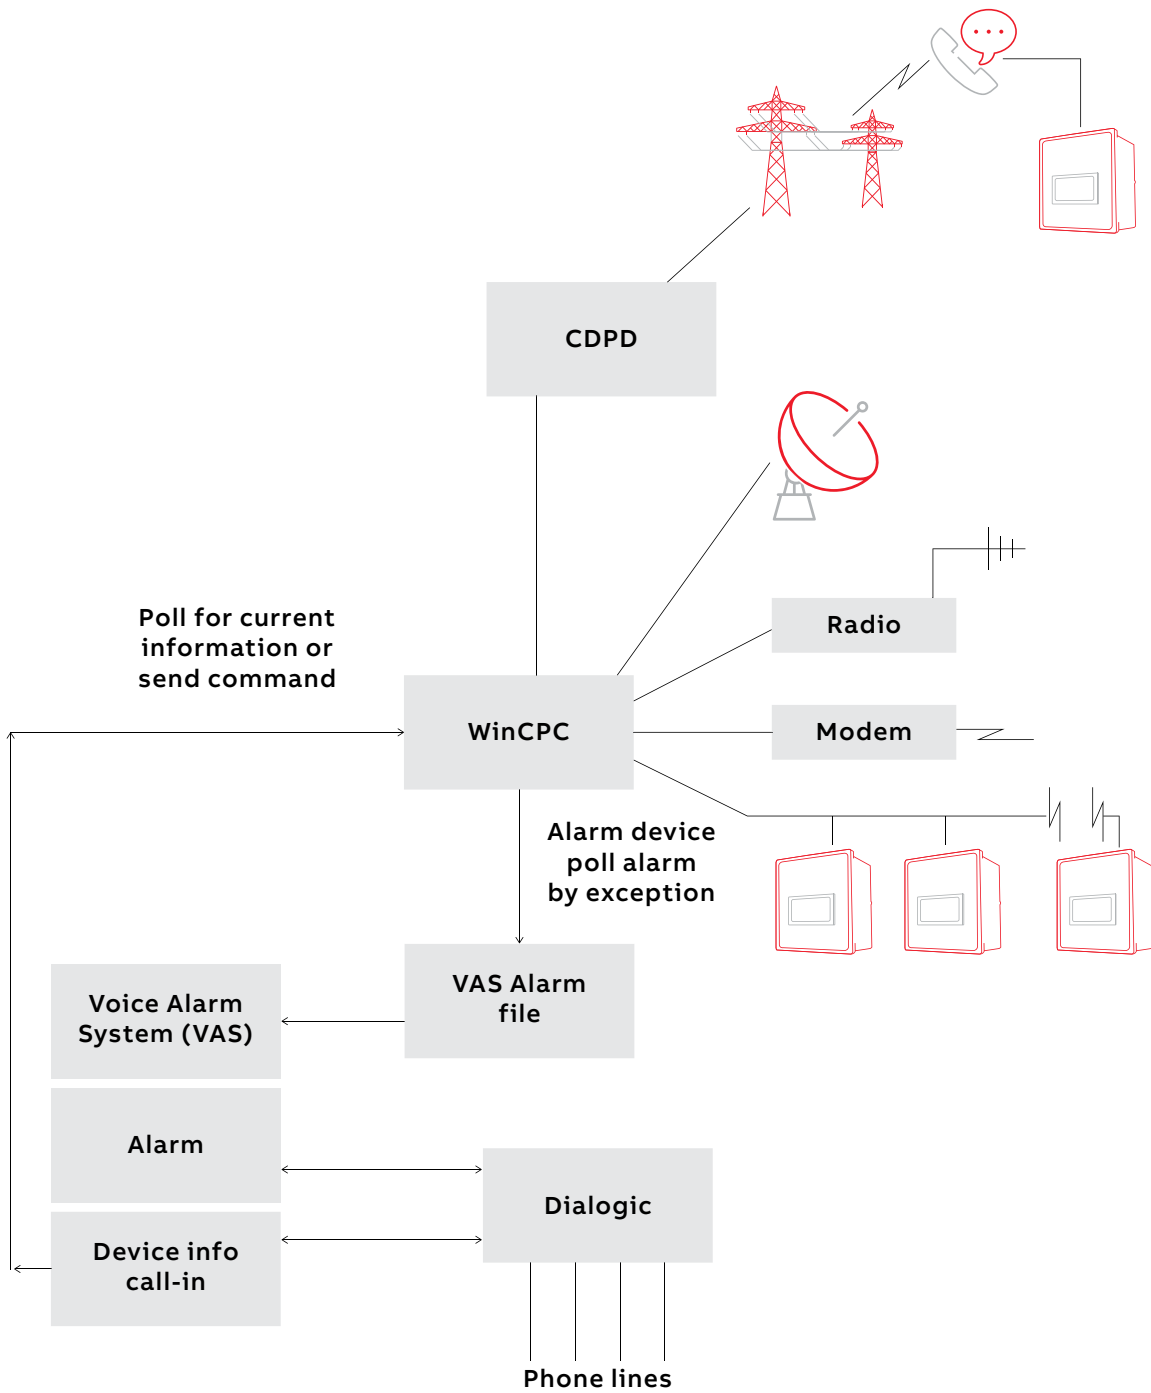 CDPD
Poll for current
information or
send command
Radio
WinCPC
Modem
Alarm device
poll alarm
by exception
VAS Alarm
file
Voice Alarm
System (VAS)
Alarm
Dialogic
Device info
call-in
Phone lines